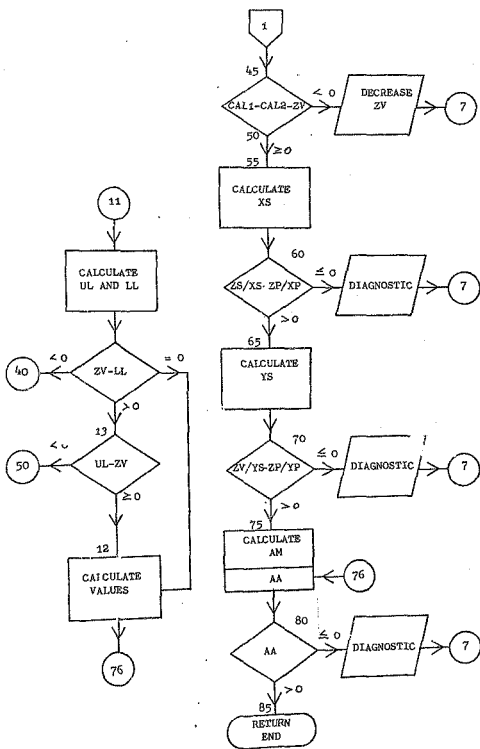 1
45
CAL1-CAL2-ZV
< 0
DECREASE
ZV
7
50
≥0
55
CALCULATE
XS
60
ZS/XS-ZP/XP
≤ 0
DIAGNOSTIC
7
>0
65
CALCULATE
YS
70
ZV/YS-ZP/YP
≤ 0
DIAGNOSTIC
7
>0
75
CALCULATE
AM
AA
76
80
AA
≤ 0
DIAGNOSTIC
7
>0
85
RETURN
END
11
CALCULATE
UL AND LL
ZV-LL
<0
40
= 0
>0
13
UL-ZV
50
≥0
12
CALCULATE
VALUES
76